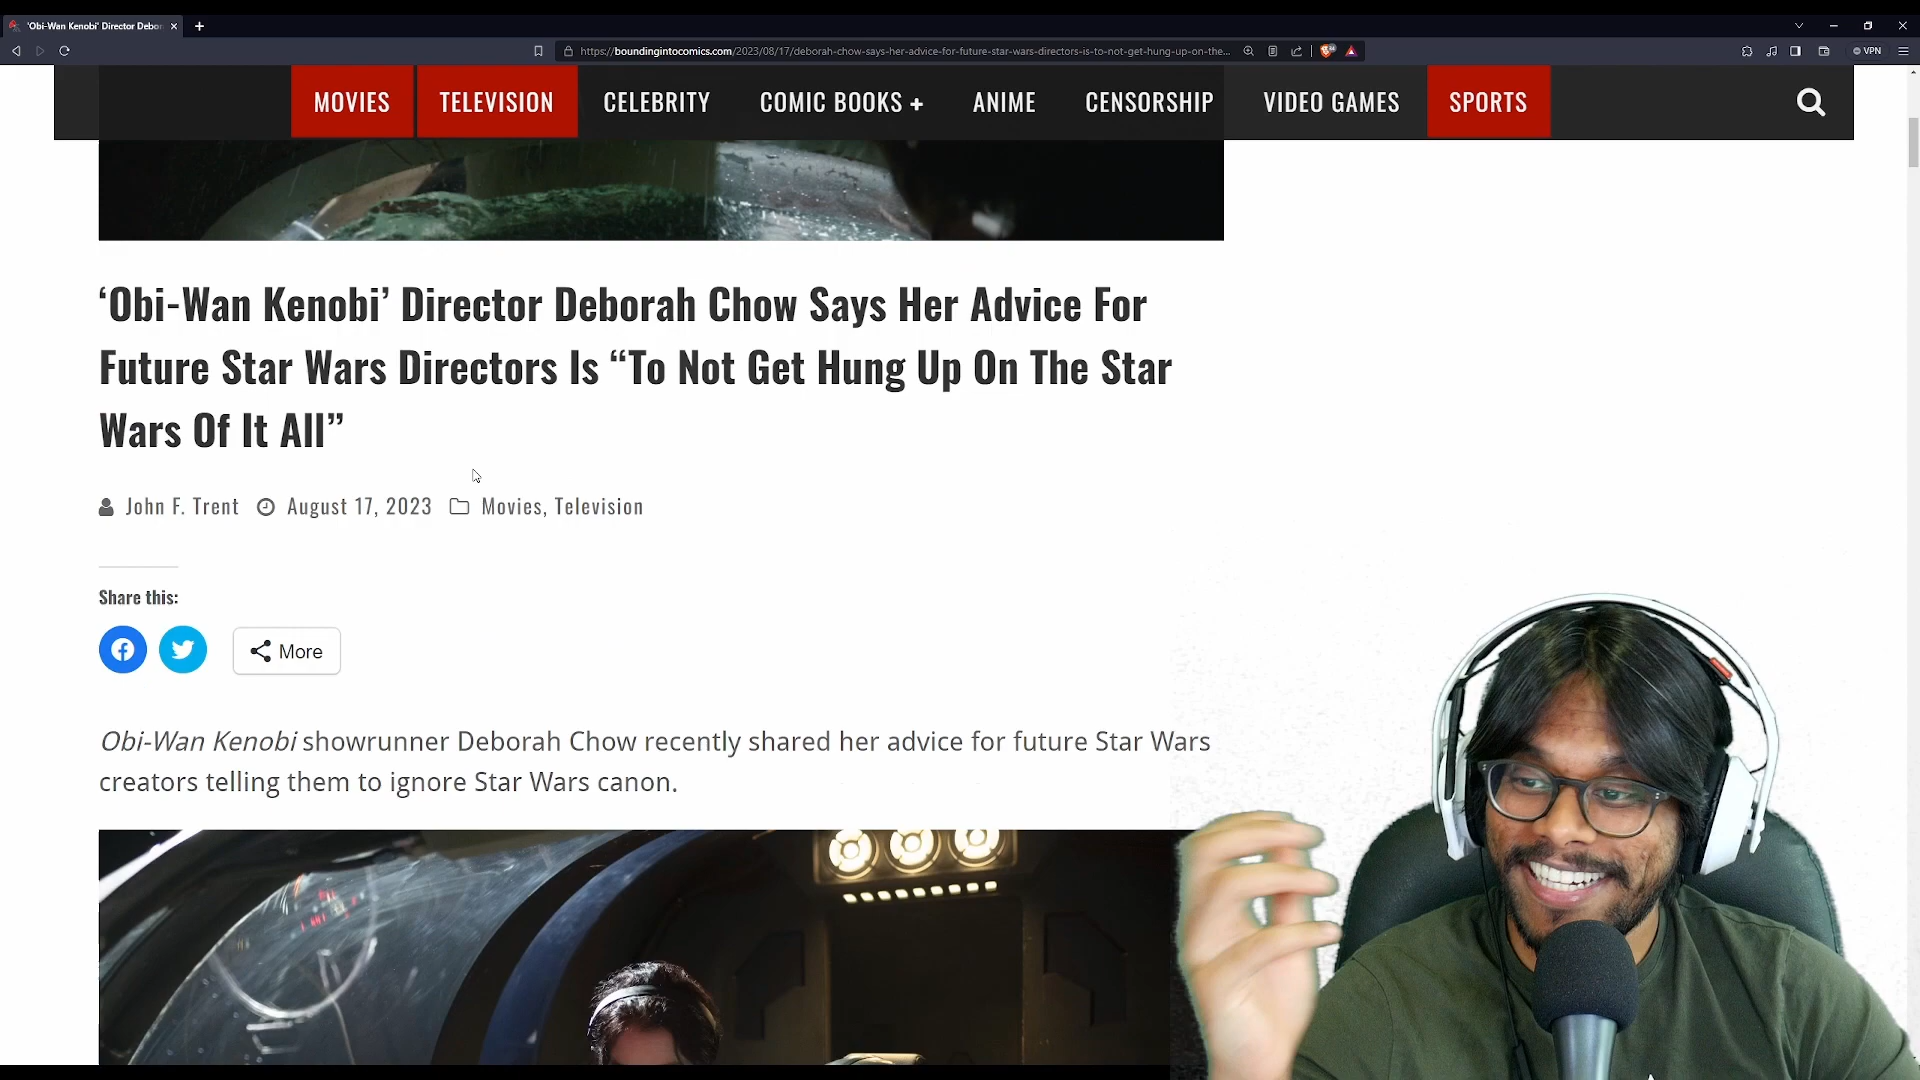 'Obi-Wan Kenobi' Director Debor
https://boundingintocomics.com/2023/08/17/deborah-chow-says-her-advice-for-future-star-wars-directors-is-to-not-get-hung-up-on-the...
VPN
MOVIES TELEVISION CELEBRITY COMIC BOOKS + ANIME CENSORSHIP VIDEO GAMES SPORTS
‘Obi-Wan Kenobi’ Director Deborah Chow Says Her Advice For
Future Star Wars Directors Is “To Not Get Hung Up On The Star
Wars Of It All”
John F. Trent August 17, 2023 Movies, Television
Share this:
More
Obi-Wan Kenobi showrunner Deborah Chow recently shared her advice for future Star Wars
creators telling them to ignore Star Wars canon.